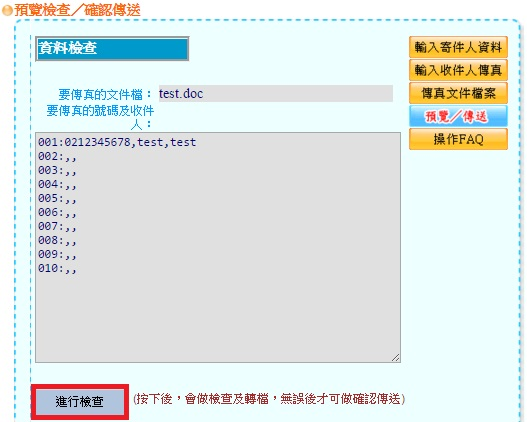 預覽檢查／確認傳送
資料檢查
要傳真的文件檔： test.doc
要傳真的號碼及收件
人：
001:0212345678,test,test
002:,,
003:,,
004:,,
005:,,
006:,,
007:,,
008:,,
009:,,
010:,,
進行檢查 (按下後，會做檢查及轉檔，無誤後才可做確認傳送)
輸入寄件人資料
輸入收件人傳真
傳真文件檔案
預覽／傳送
操作FAQ